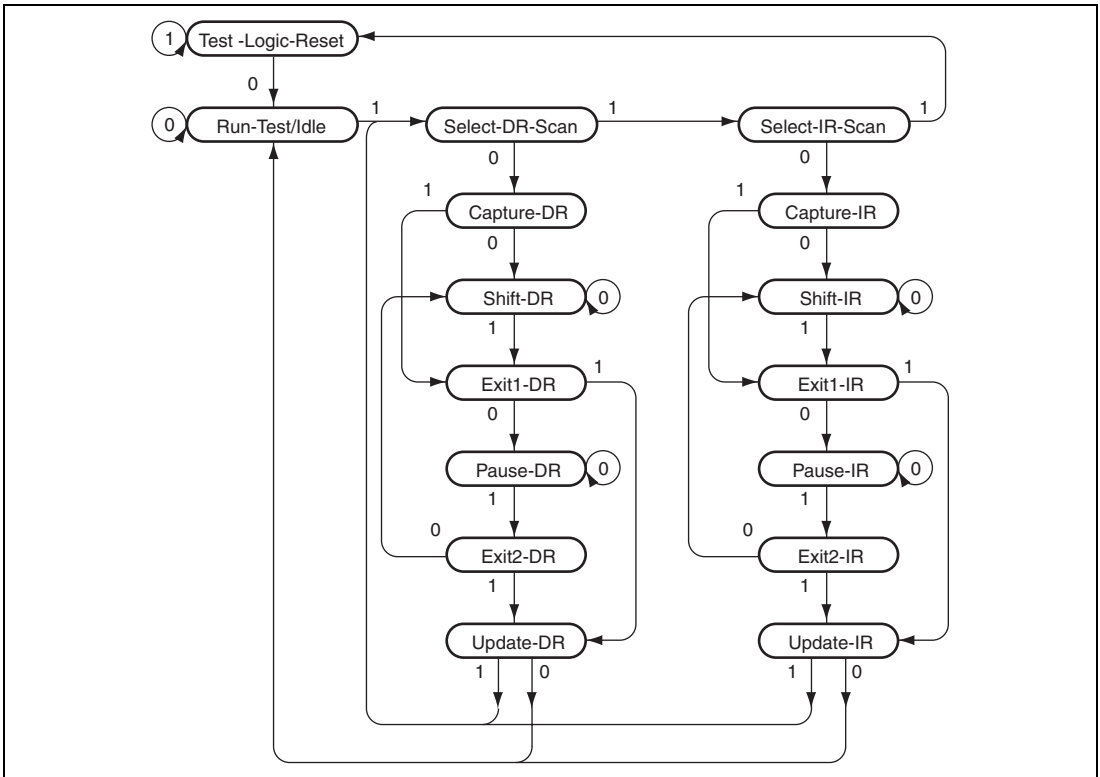 1 Test -Logic-Reset
0
0 Run-Test/Idle 1 Select-DR-Scan 1 Select-IR-Scan 1
0 0
1 Capture-DR 1 Capture-IR
0 0
Shift-DR 0 Shift-IR 0
1 1
Exit1-DR 1 Exit1-IR 1
0 0
Pause-DR 0 Pause-IR 0
1 1
0 Exit2-DR 0 Exit2-IR
1 1
Update-DR Update-IR
1 0 1 0